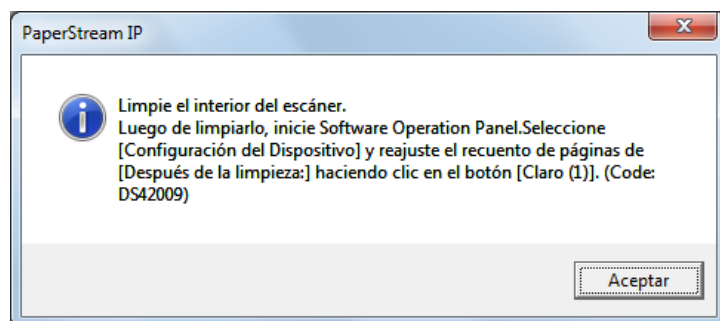 PaperStream IP
Limpie el interior del escáner.
Luego de limpiarlo, inicie Software Operation Panel.Seleccione
[Configuración del Dispositivo] y reajuste el recuento de páginas de
[Después de la limpieza:] haciendo clic en el botón [Claro (1)]. (Code:
DS42009)
Aceptar